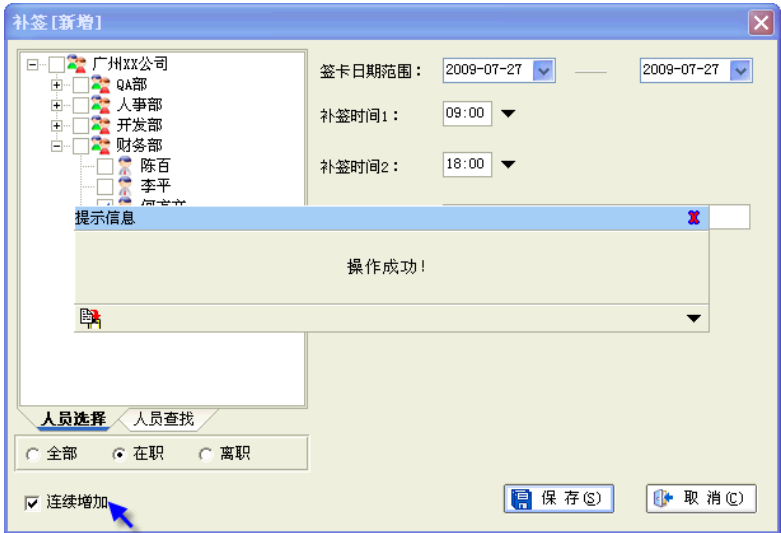 补签[新增]
广州XX公司
QA部
人事部
开发部
财务部
陈百
李平
签卡日期范围： 2009-07-27 —— 2009-07-27
补签时间1： 09:00
补签时间2： 18:00
提示信息
操作成功!
人员选择 人员查找
全部 在职 离职
连续增加
保 存(S) 取 消(C)